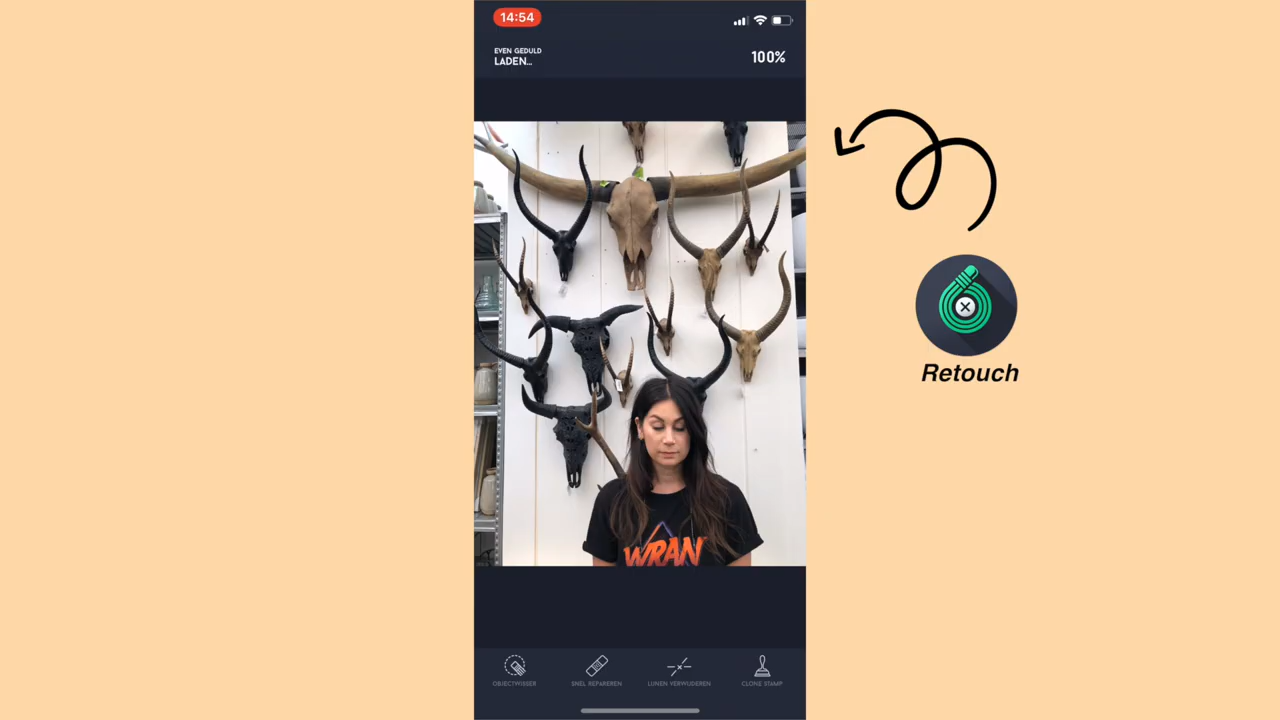 14:54
EVEN GEDULD
LADEN...
100%
WRAN
Retouch
OBJECTWISSER
SNEL REPAREREN
LIJNEN VERWIJDEREN
CLONE STAMP